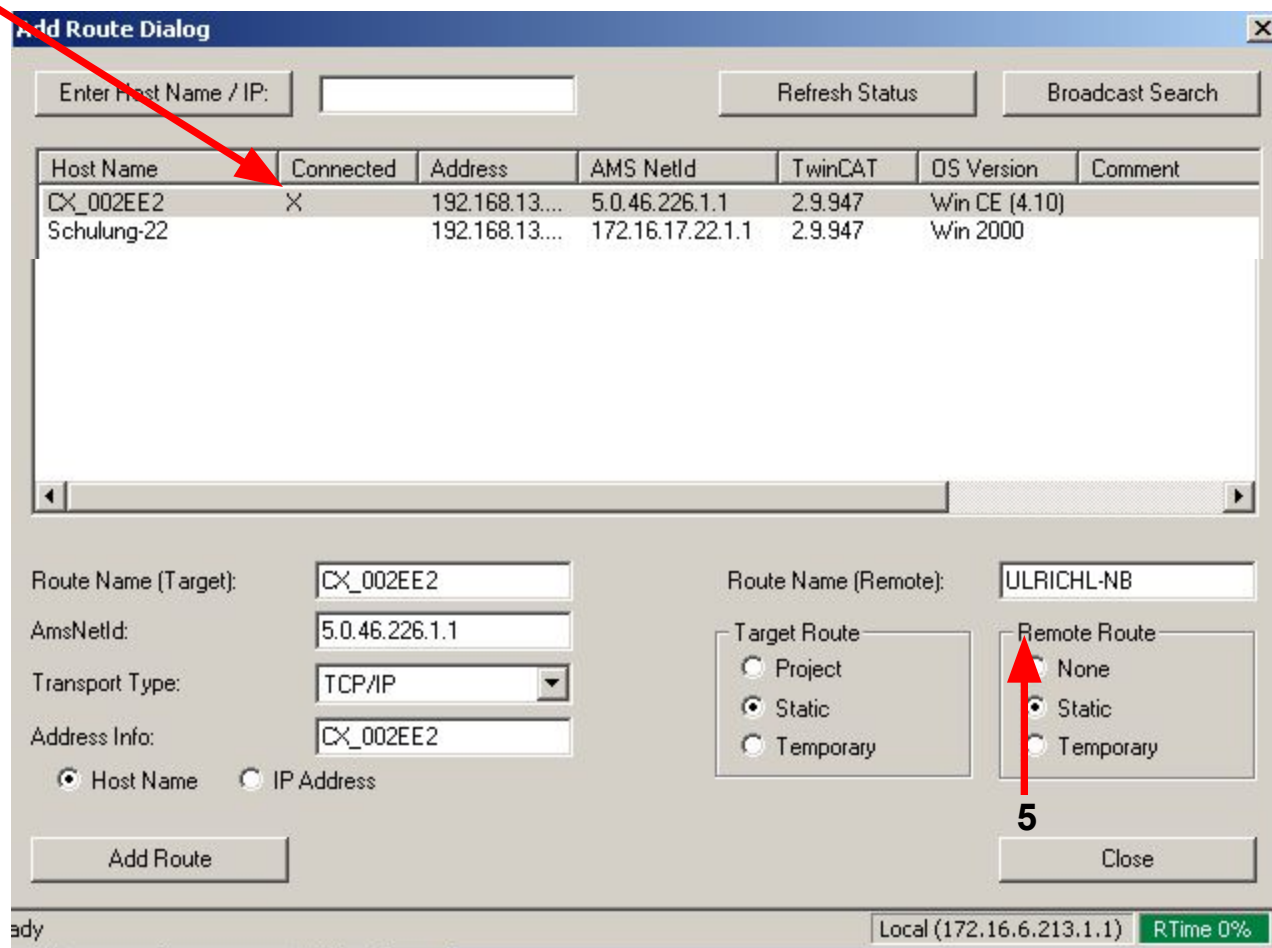 Add Route Dialog
Enter Host Name / IP: Refresh Status Broadcast Search
Host Name Connected Address AMS NetId TwinCAT OS Version Comment
CX_002EE2 X 192.168.13.... 5.0.46.226.1.1 2.9.947 Win CE (4.10)
Schulung-22 192.168.13.... 172.16.17.22.1.1 2.9.947 Win 2000
Route Name (Target): CX_002EE2 Route Name (Remote): ULRICHL-NB
AmsNetId: 5.0.46.226.1.1 Target Route Remote Route
Project None
Transport Type: TCP/IP
Static Static
Address Info: CX_002EE2
Temporary Temporary
Host Name IP Address
5
Add Route Close
ady Local (172.16.6.213.1.1) RTime 0%